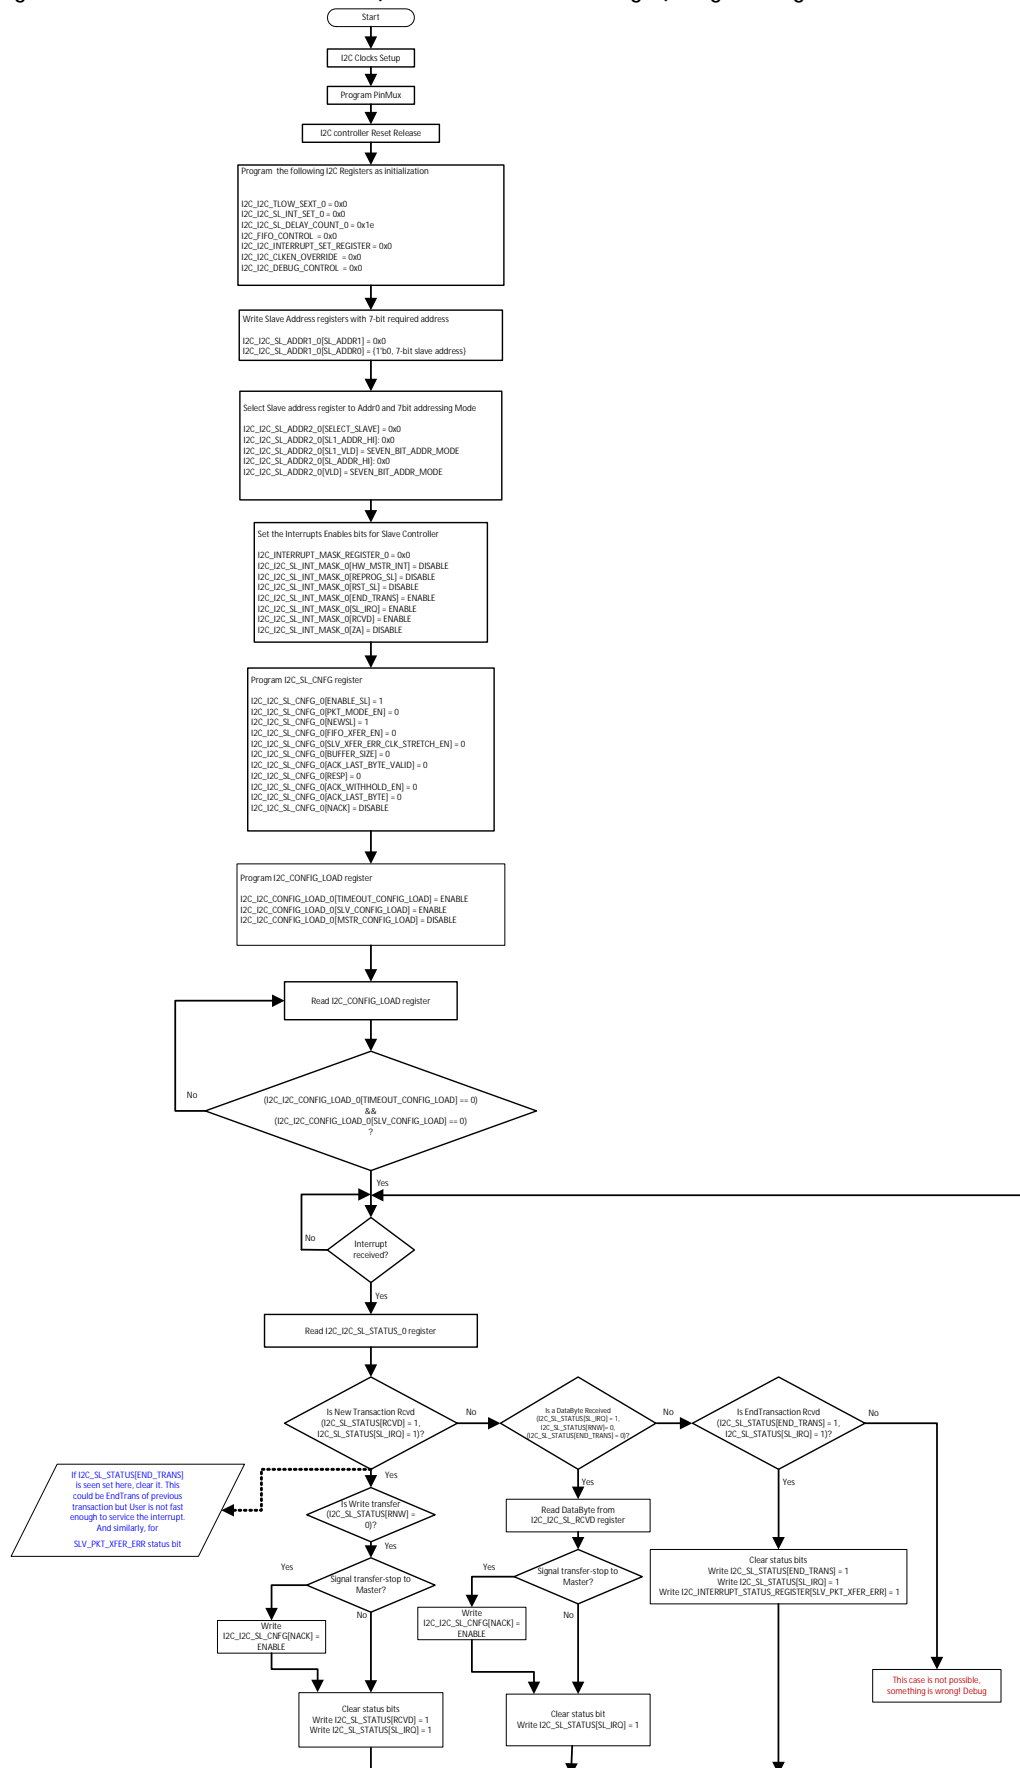 Start
I2C Clocks Setup
Program PinMux
I2C controller Reset Release
Program the following I2C Registers as initialization
I2C_I2C_TLOW_SEXT_0 = 0x0
I2C_I2C_SL_INT_SET_0 = 0x0
I2C_I2C_SL_DELAY_COUNT_0 = 0x1e
I2C_FIFO_CONTROL = 0x0
I2C_I2C_INTERRUPT_SET_REGISTER = 0x0
I2C_I2C_CLKEN_OVERRIDE = 0x0
I2C_I2C_DEBUG_CONTROL = 0x0
Write Slave Address registers with 7-bit required address
I2C_I2C_SL_ADDR1_0[SL_ADDR1] = 0x0
I2C_I2C_SL_ADDR1_0[SL_ADDR0] = {1'b0, 7-bit slave address}
Select Slave address register to Addr0 and 7bit addressing Mode
I2C_I2C_SL_ADDR2_0[SELECT_SLAVE] = 0x0
I2C_I2C_SL_ADDR2_0[SL1_ADDR_HI]: 0x0
I2C_I2C_SL_ADDR2_0[SL1_VLD] = SEVEN_BIT_ADDR_MODE
I2C_I2C_SL_ADDR2_0[SL_ADDR_HI]: 0x0
I2C_I2C_SL_ADDR2_0[VLD] = SEVEN_BIT_ADDR_MODE
Set the Interrupts Enables bits for Slave Controller
I2C_INTERRUPT_MASK_REGISTER_0 = 0x0
I2C_I2C_SL_INT_MASK_0[HW_MSTR_INT] = DISABLE
I2C_I2C_SL_INT_MASK_0[REPROG_SL] = DISABLE
I2C_I2C_SL_INT_MASK_0[RST_SL] = DISABLE
I2C_I2C_SL_INT_MASK_0[END_TRANS] = ENABLE
I2C_I2C_SL_INT_MASK_0[SL_IRQ] = ENABLE
I2C_I2C_SL_INT_MASK_0[RCVD] = ENABLE
I2C_I2C_SL_INT_MASK_0[ZA] = DISABLE
Program I2C_SL_CNFG register
I2C_I2C_SL_CNFG_0[ENABLE_SL] = 1
I2C_I2C_SL_CNFG_0[PKT_MODE_EN] = 0
I2C_I2C_SL_CNFG_0[NEWSL] = 1
I2C_I2C_SL_CNFG_0[FIFO_XFER_EN] = 0
I2C_I2C_SL_CNFG_0[SLV_XFER_ERR_CLK_STRETCH_EN] = 0
I2C_I2C_SL_CNFG_0[BUFFER_SIZE] = 0
I2C_I2C_SL_CNFG_0[ACK_LAST_BYTE_VALID] = 0
I2C_I2C_SL_CNFG_0[RESP] = 0
I2C_I2C_SL_CNFG_0[ACK_WITHHOLD_EN] = 0
I2C_I2C_SL_CNFG_0[ACK_LAST_BYTE] = 0
I2C_I2C_SL_CNFG_0[NACK] = DISABLE
Program I2C_CONFIG_LOAD register
I2C_I2C_CONFIG_LOAD_0[TIMEOUT_CONFIG_LOAD] = ENABLE
I2C_I2C_CONFIG_LOAD_0[SLV_CONFIG_LOAD] = ENABLE
I2C_I2C_CONFIG_LOAD_0[MSTR_CONFIG_LOAD] = DISABLE
Read I2C_CONFIG_LOAD register
No
(I2C_I2C_CONFIG_LOAD_0[TIMEOUT_CONFIG_LOAD] == 0)
&&
(I2C_I2C_CONFIG_LOAD_0[SLV_CONFIG_LOAD] == 0)
?
Yes
No
Interrupt
received?
Yes
Read I2C_I2C_SL_STATUS_0 register
Is New Transaction Rcvd
(I2C_SL_STATUS[RCVD] = 1,
I2C_SL_STATUS[SL_IRQ] = 1)?
No
Is a DataByte Received
(I2C_SL_STATUS[SL_IRQ] = 1,
I2C_SL_STATUS[RNW]= 0,
(I2C_SL_STATUS[END_TRANS] = 0)?
No
Is EndTransaction Rcvd
(I2C_SL_STATUS[END_TRANS] = 1,
I2C_SL_STATUS[SL_IRQ] = 1)?
No
If I2C_SL_STATUS[END_TRANS]
is seen set here, clear it. This
could be EndTrans of previous
transaction but User is not fast
enough to service the interrupt.
And similarly, for
SLV_PKT_XFER_ERR status bit
Yes
Is Write transfer
(I2C_SL_STATUS[RNW] =
0)?
Yes
Signal transfer-stop to
Master?
Yes
No
Write
I2C_I2C_SL_CNFG[NACK] =
ENABLE
Clear status bits
Write I2C_SL_STATUS[RCVD] = 1
Write I2C_SL_STATUS[SL_IRQ] = 1
Yes
Read DataByte from
I2C_I2C_SL_RCVD register
Signal transfer-stop to
Master?
Yes
No
Write
I2C_I2C_SL_CNFG[NACK] =
ENABLE
Clear status bit
Write I2C_SL_STATUS[SL_IRQ] = 1
Yes
Clear status bits
Write I2C_SL_STATUS[END_TRANS] = 1
Write I2C_SL_STATUS[SL_IRQ] = 1
Write I2C_INTERRUPT_STATUS_REGISTER[SLV_PKT_XFER_ERR] = 1
This case is not possible,
something is wrong! Debug